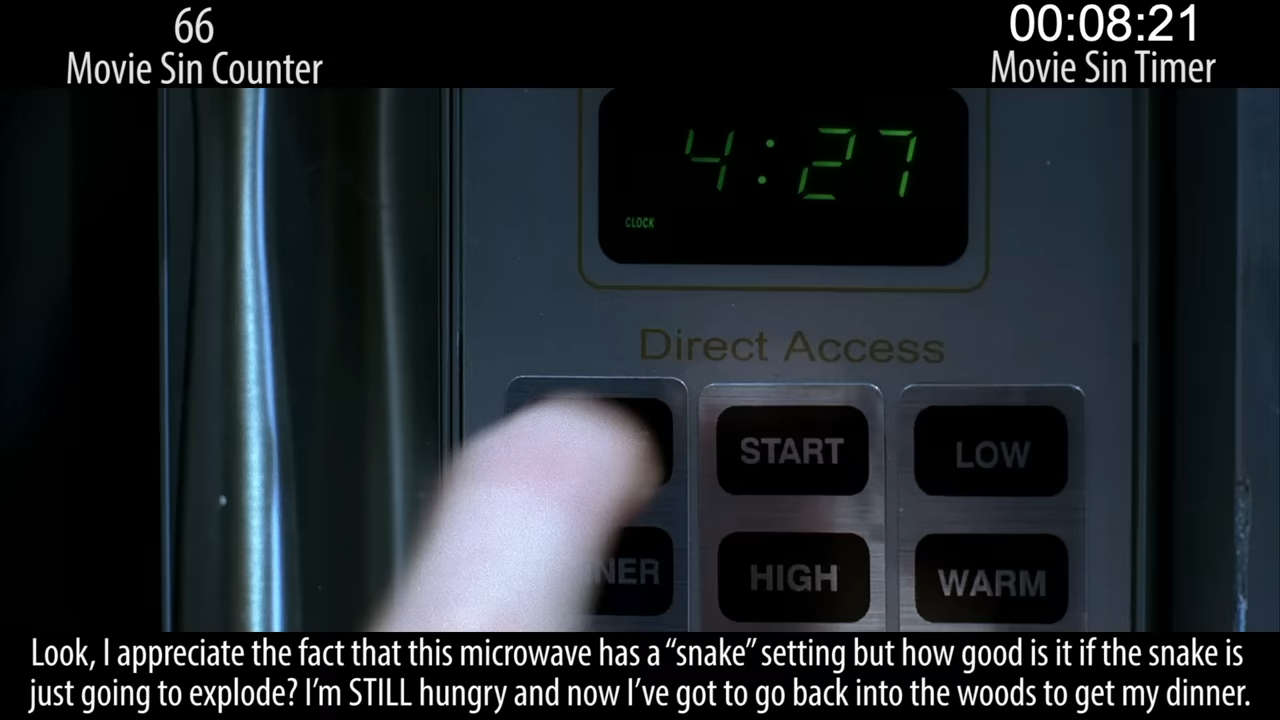 66
Movie Sin Counter
00:08:21
Movie Sin Timer
4:27
CLOCK
Direct Access
START
LOW
HIGH
WARM
Look, I appreciate the fact that this microwave has a “snake” setting but how good is it if the snake is
just going to explode? I’m STILL hungry and now I’ve got to go back into the woods to get my dinner.